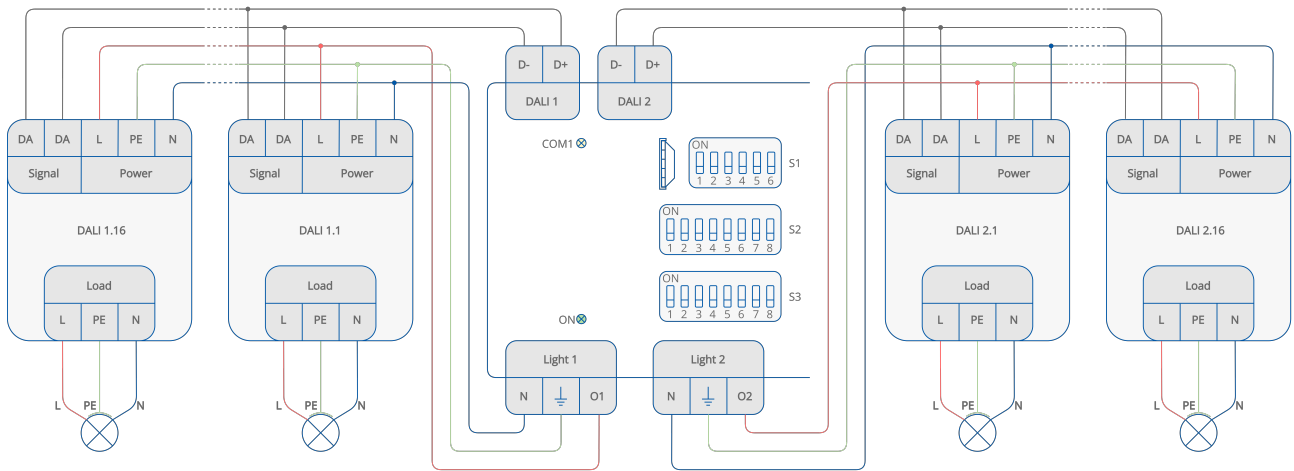 D- D+ D- D+
DALI 1 DALI 2
DA DA L PE N DA DA L PE N DA DA L PE N DA DA L PE N
COM1
ON
S1
1 2 3 4 5 6
Signal Power Signal Power Signal Power Signal Power
ON
DALI 1.16 DALI 1.1 S2 DALI 2.1 DALI 2.16
1 2 3 4 5 6 7 8
ON
Load Load Load Load
S3
1 2 3 4 5 6 7 8
L PE N L PE N ON L PE N L PE N
Light 1 Light 2
N O1 N O2
L PE N L PE N L PE N L PE N